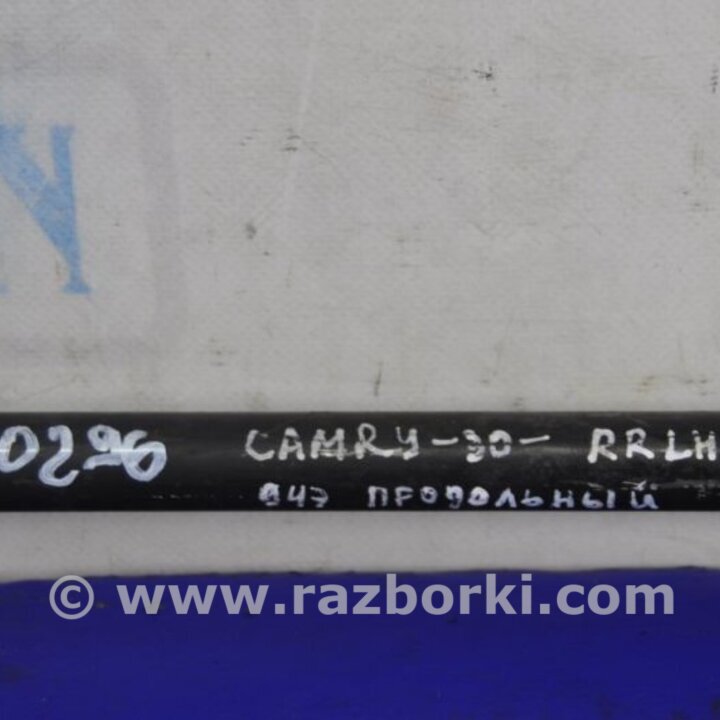 N
0296 CAMRY-30- RRLH
047 ПРОДОЛЬНЫЙ
© www.razborki.com